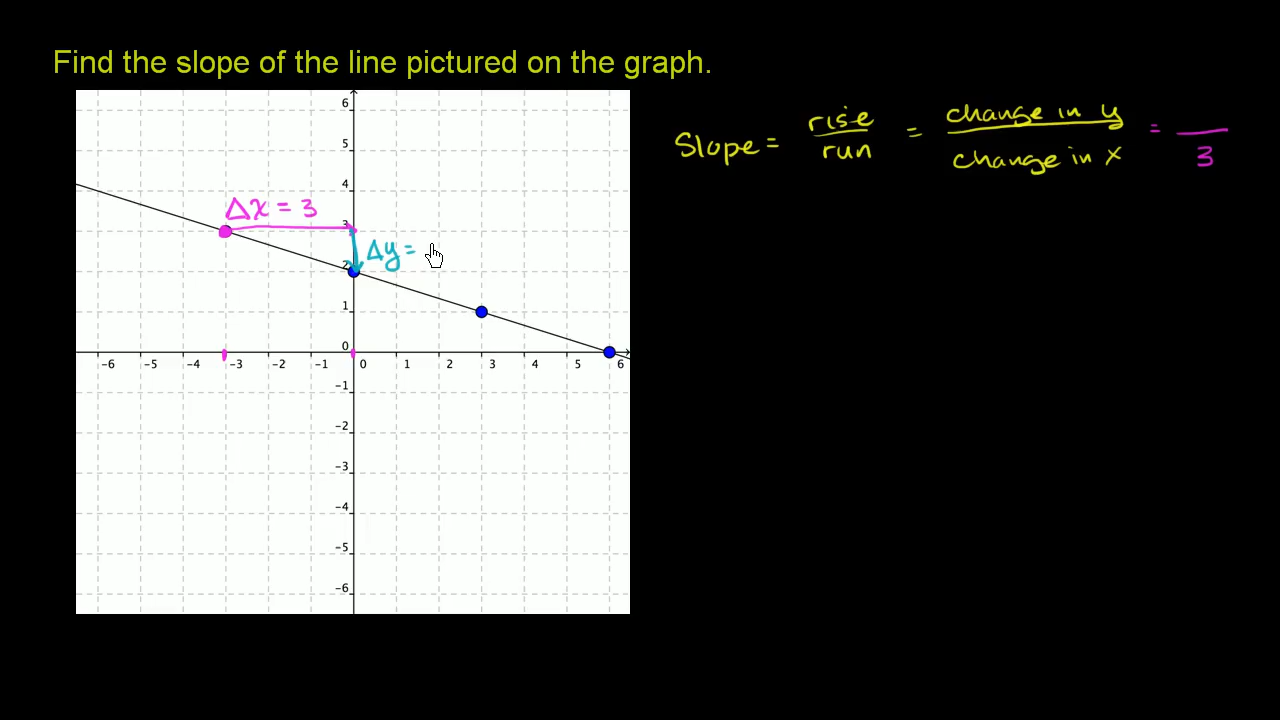 Find the slope of the line pictured on the graph.
Slope = rise/run = change in y/change in x = /3
6
5
4
Δx = 3
3
Δy =
2
1
0
-6 -5 -4 -3 -2 -1 0 1 2 3 4 5 6
-1
-2
-3
-4
-5
-6